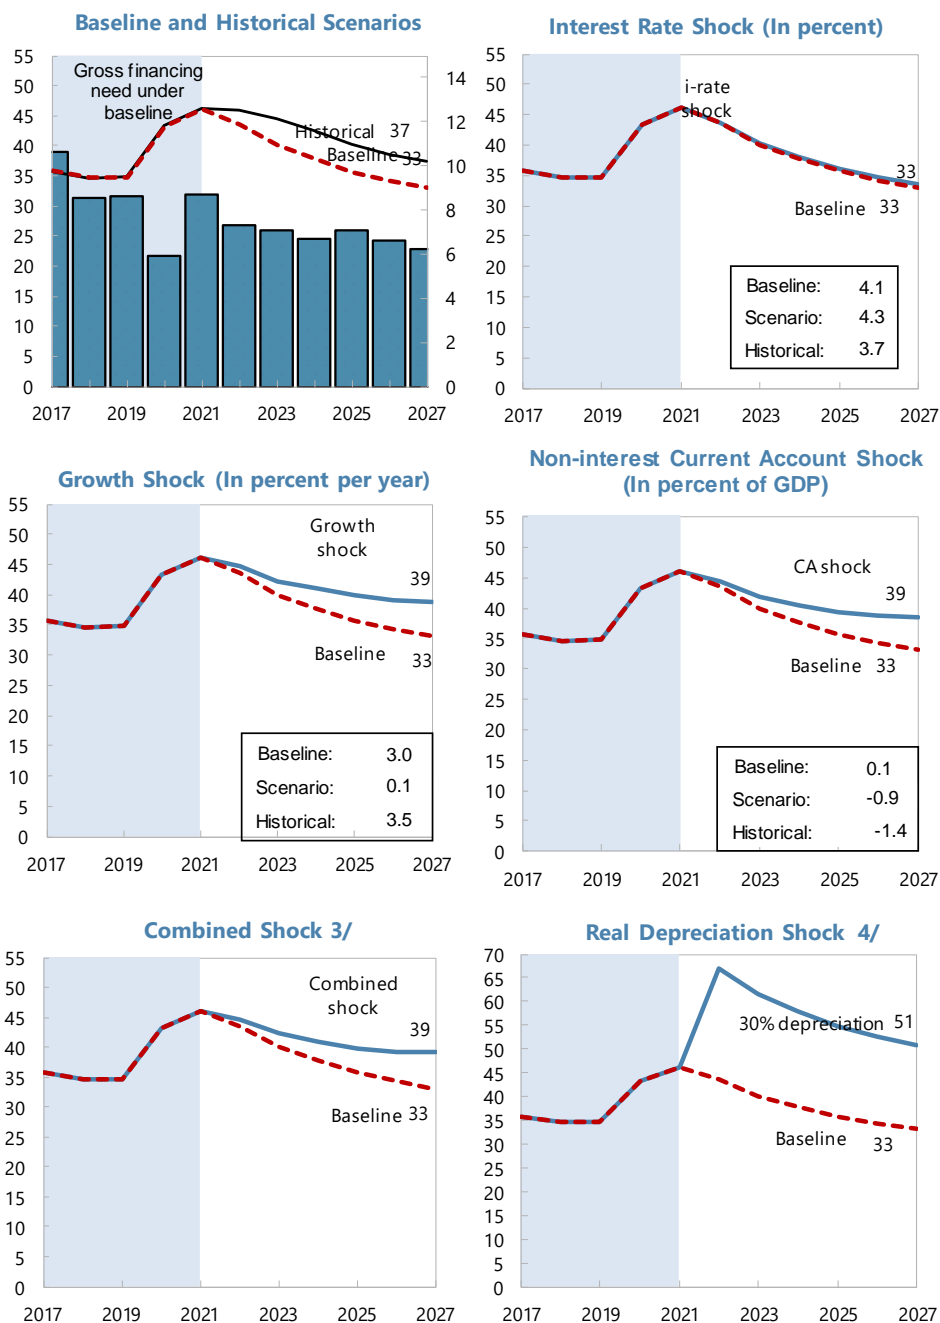 Baseline and Historical Scenarios
55
50
45
40
35
30
25
20
15
10
5
0
14
12
10
8
6
4
2
0
Gross financing
need under
baseline
Historical 37
Baseline 33
2017 2019 2021 2023 2025 2027
Interest Rate Shock (In percent)
55
50
45
40
35
30
25
20
15
10
5
0
i-rate
shock
33
Baseline 33
Baseline: 4.1
Scenario: 4.3
Historical: 3.7
2017 2019 2021 2023 2025 2027
Growth Shock (In percent per year)
55
50
45
40
35
30
25
20
15
10
5
0
Growth
shock
39
Baseline
33
Baseline: 3.0
Scenario: 0.1
Historical: 3.5
2017 2019 2021 2023 2025 2027
Non-interest Current Account Shock
(In percent of GDP)
55
50
45
40
35
30
25
20
15
10
5
0
CA shock
39
Baseline 33
Baseline: 0.1
Scenario: -0.9
Historical: -1.4
2017 2019 2021 2023 2025 2027
Combined Shock 3/
55
50
45
40
35
30
25
20
15
10
5
0
Combined
shock
39
Baseline 33
2017 2019 2021 2023 2025 2027
Real Depreciation Shock 4/
70
65
60
55
50
45
40
35
30
25
20
15
10
5
0
30% depreciation 51
Baseline 33
2017 2019 2021 2023 2025 2027